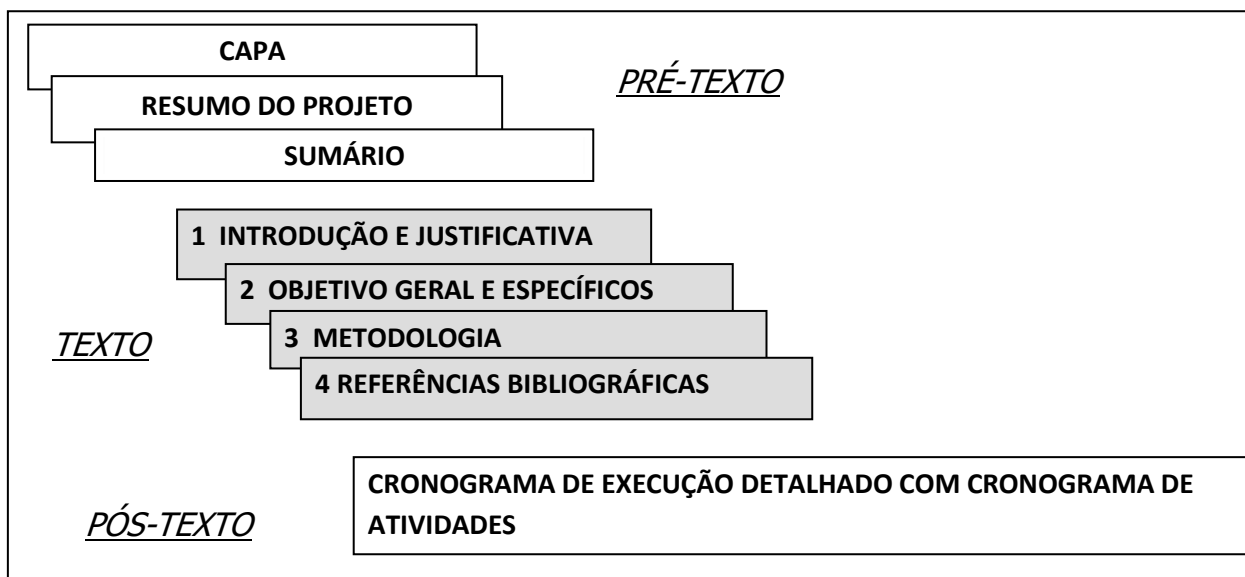 CAPA
PRÉ-TEXTO
RESUMO DO PROJETO
SUMÁRIO
1 INTRODUÇÃO E JUSTIFICATIVA
2 OBJETIVO GERAL E ESPECÍFICOS
TEXTO
3 METODOLOGIA
4 REFERÊNCIAS BIBLIOGRÁFICAS
CRONOGRAMA DE EXECUÇÃO DETALHADO COM CRONOGRAMA DE
ATIVIDADES
PÓS-TEXTO